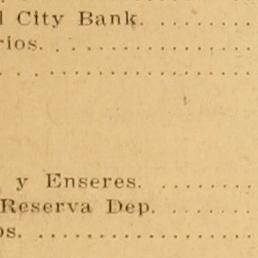 l City Bank. . . . . . . . .
rios. . . . . . . . . . . . . . . .
. . . . . . . . . . . . . . . . .
y Enseres. . . . . . . . .
Reserva Dep. . . . . . . .
os. . . . . . . . . . . . . . . . .